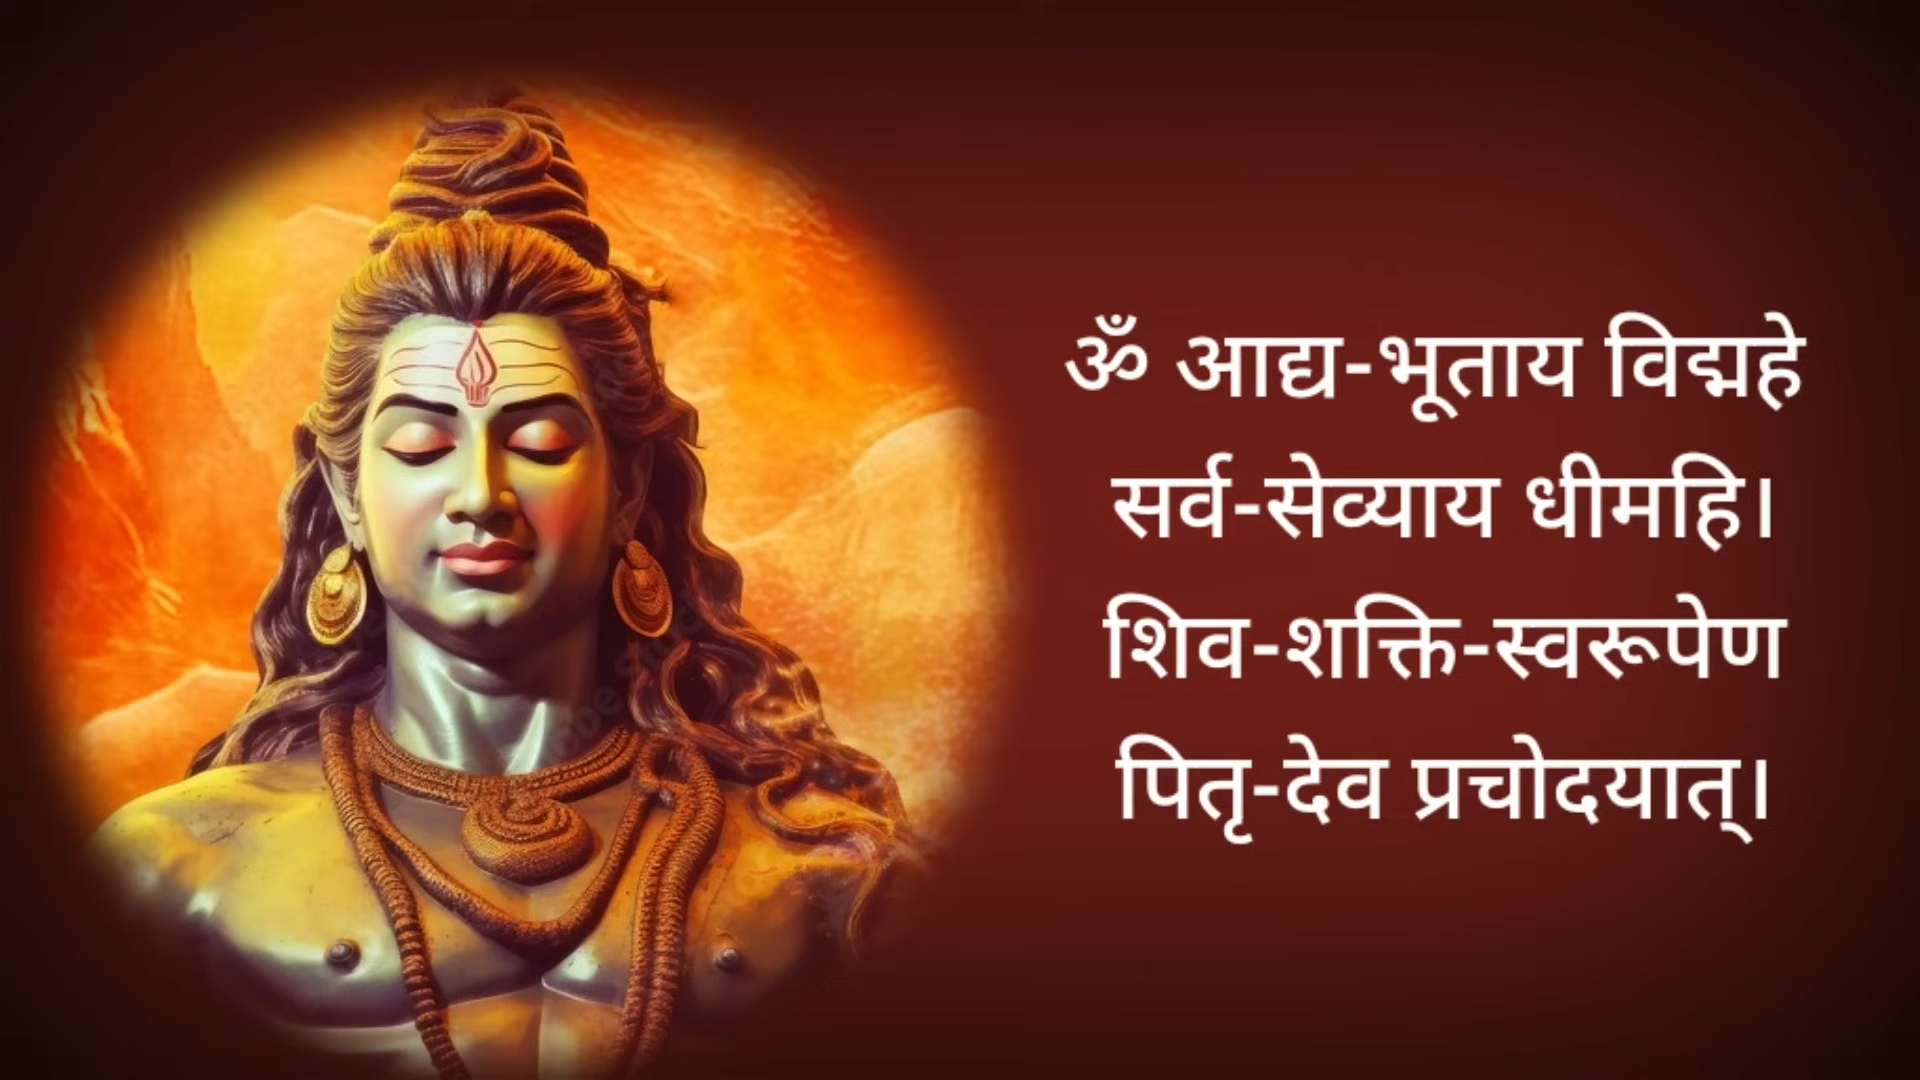 ॐ आद्य-भूताय विद्महे
सर्व-सेव्याय धीमहि।
शिव-शक्ति-स्वरूपेण
पितृ-देव प्रचोदयात्।